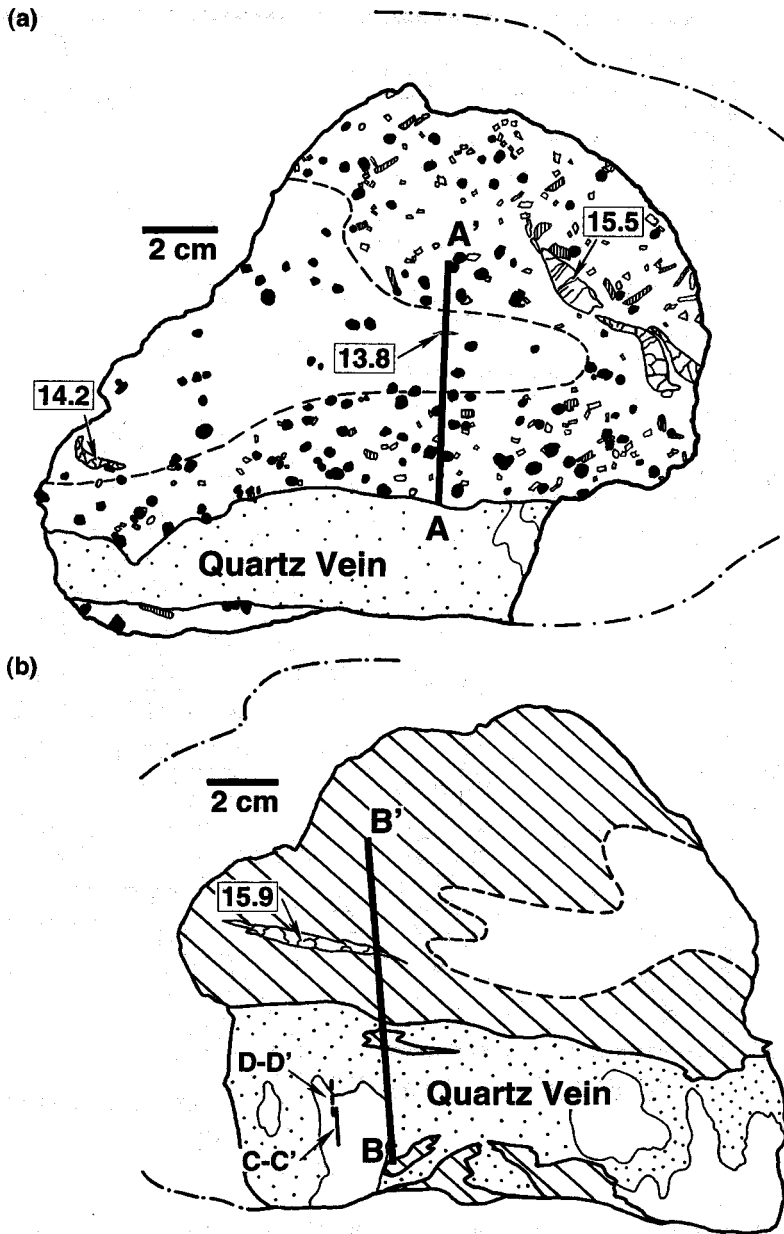 (a)
2 cm
A'
15.5
13.8
14.2
A
Quartz Vein
(b)
2 cm
B'
15.9
D-D'
Quartz Vein
C-C'
B